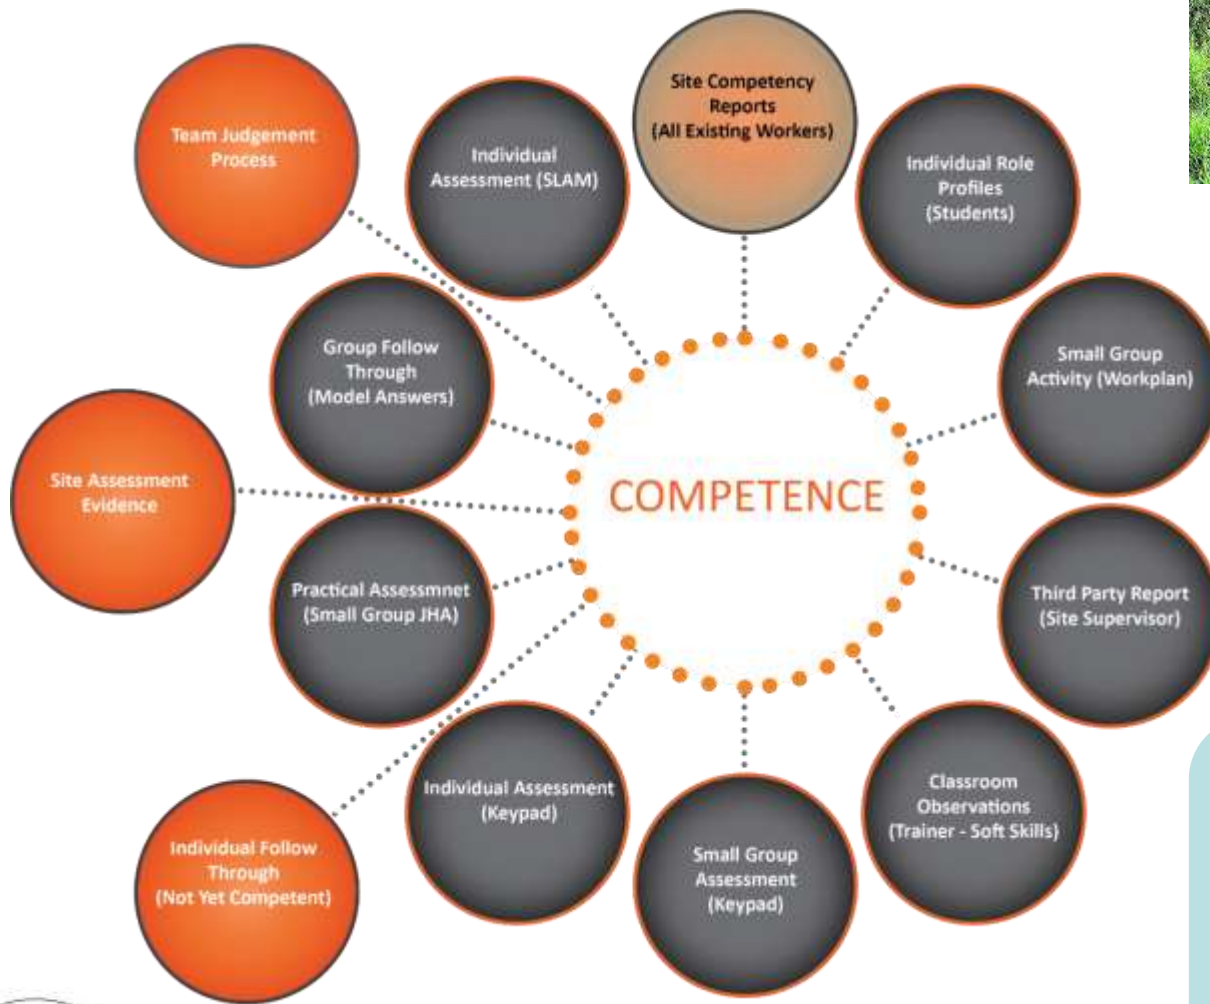 Site Competency
Reports
(All Existing Workers)
Team Judgement
Process
Individual
Assessment (SLAM)
Individual Role
Profiles
(Students)
Group Follow
Through
(Model Answers)
Small Group
Activity (Workplan)
Site Assessment
Evidence
COMPETENCE
Practical Assessmnet
(Small Group JHA)
Third Party Report
(Site Supervisor)
Individual Assessment
(Keypad)
Classroom
Observations
(Trainer - Soft Skills)
Individual Follow
Through
(Not Yet Competent)
Small Group
Assessment
(Keypad)